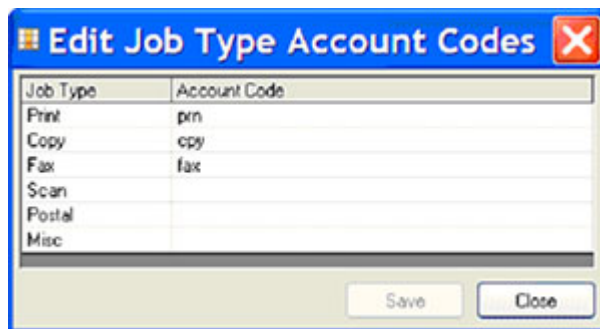 Edit Job Type Account Codes
Job Type Account Code
Print prn
Copy cpy
Fax fax
Scan
Postal
Misc
Save Close